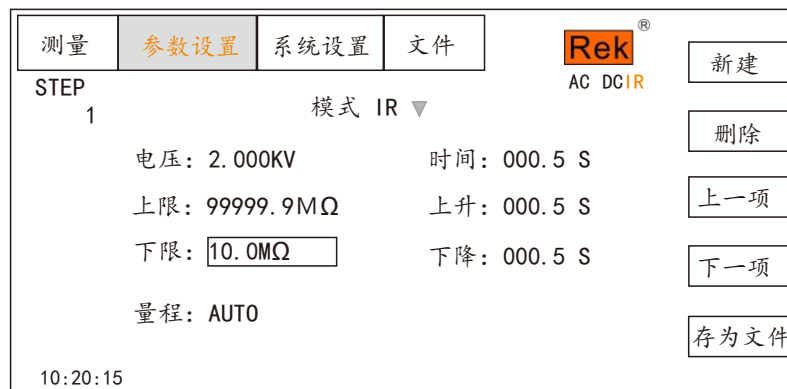 测量 参数设置 系统设置 文件
Rek®
AC DCIR
STEP
1
模式 IR ▼
电压: 2.000KV
时间: 000.5 S
上限: 99999.9MΩ
上升: 000.5 S
下限: 10.0MΩ
下降: 000.5 S
量程: AUTO
10:20:15
新建
删除
上一项
下一项
存为文件